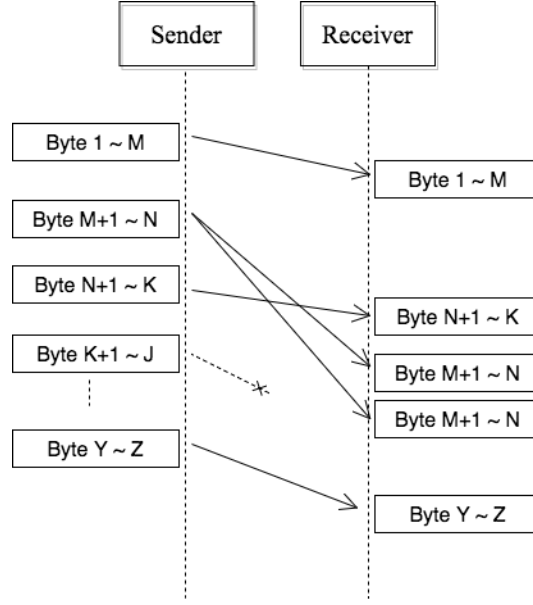 Sender
Receiver
Byte 1 ~ M
Byte 1 ~ M
Byte M+1 ~ N
Byte N+1 ~ K
Byte N+1 ~ K
Byte K+1 ~ J
Byte M+1 ~ N
Byte M+1 ~ N
Byte Y ~ Z
Byte Y ~ Z